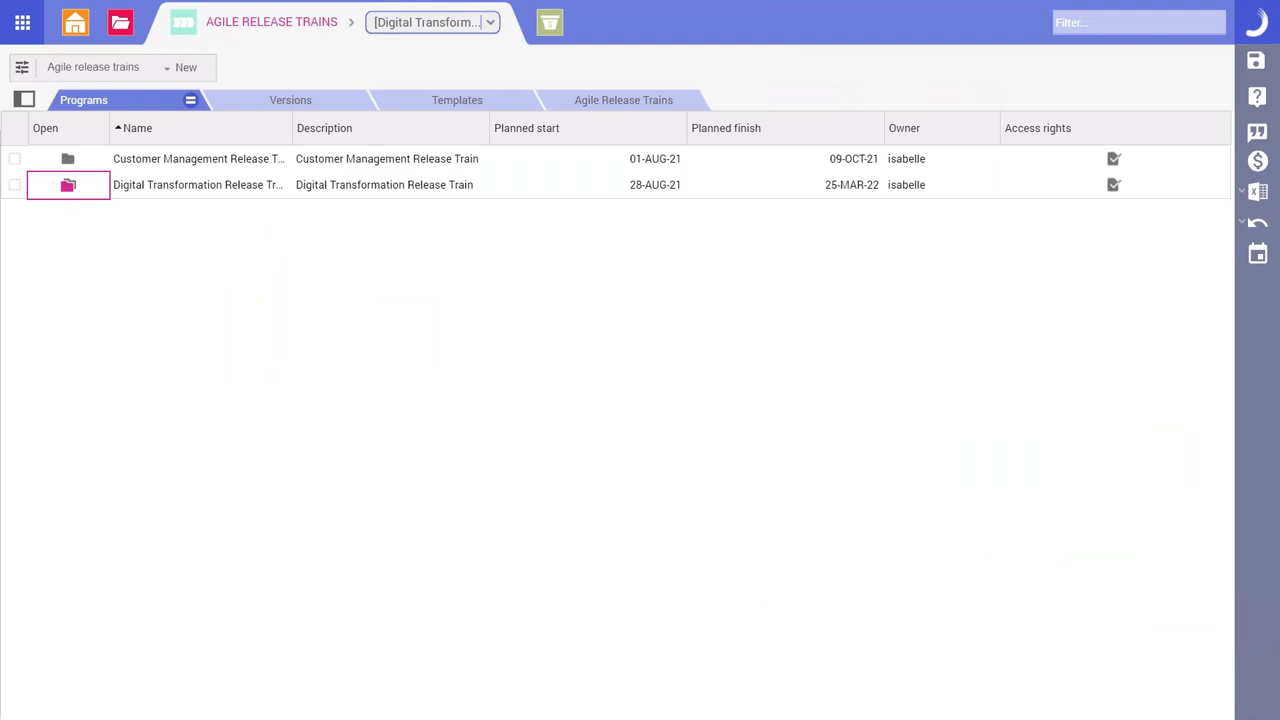 AGILE RELEASE TRAINS > [Digital Transform... Filter...
Agile release trains New
Programs Versions Templates Agile Release Trains
Open Name Description Planned start Planned finish Owner Access rights
Customer Management Release T... Customer Management Release Train 01-AUG-21 09-OCT-21 isabelle
Digital Transformation Release Tr... Digital Transformation Release Train 28-AUG-21 25-MAR-22 isabelle